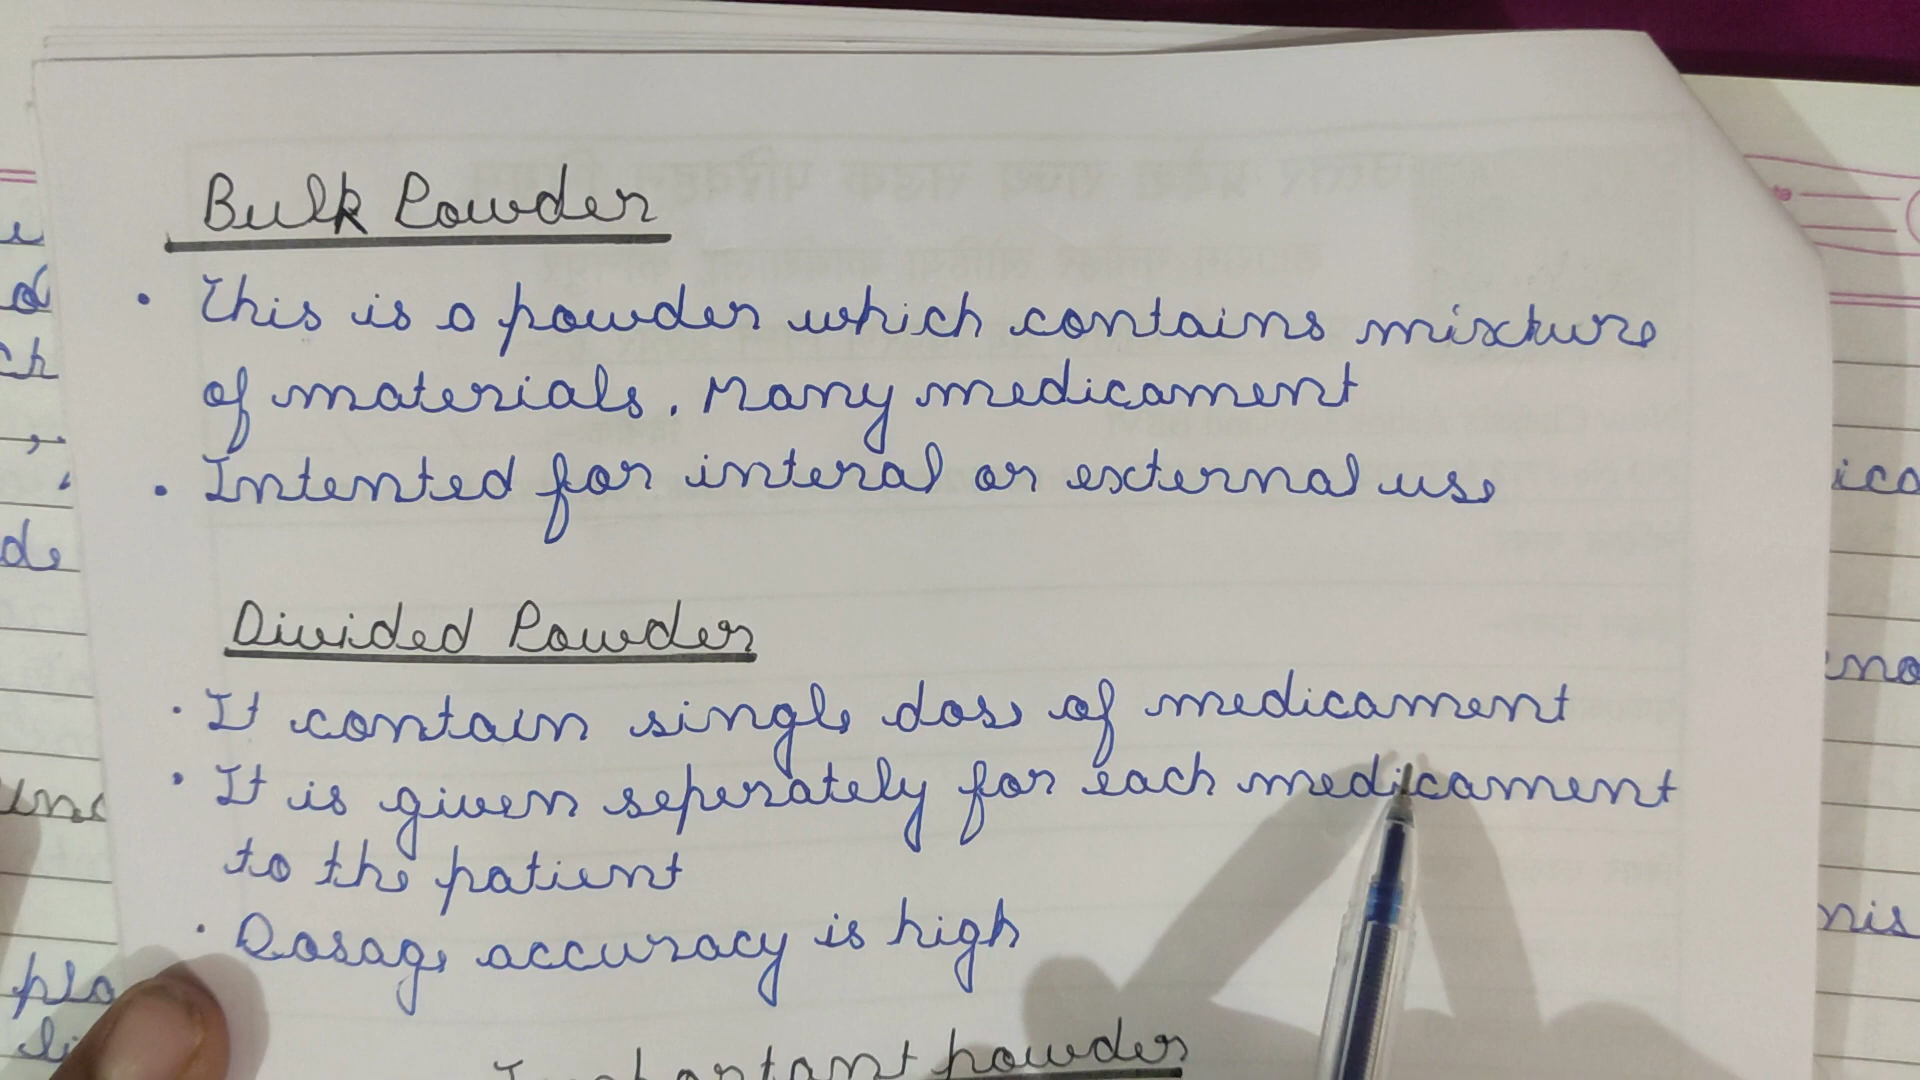 Bulk Powder
• This is a powder which contains mixture
of materials. Many medicament
• Intented for interal or external use
Divided Powder
• It contain single dose of medicament
• It is given seperately for each medicament
to the patient
• Dosage accuracy is high
Important powder